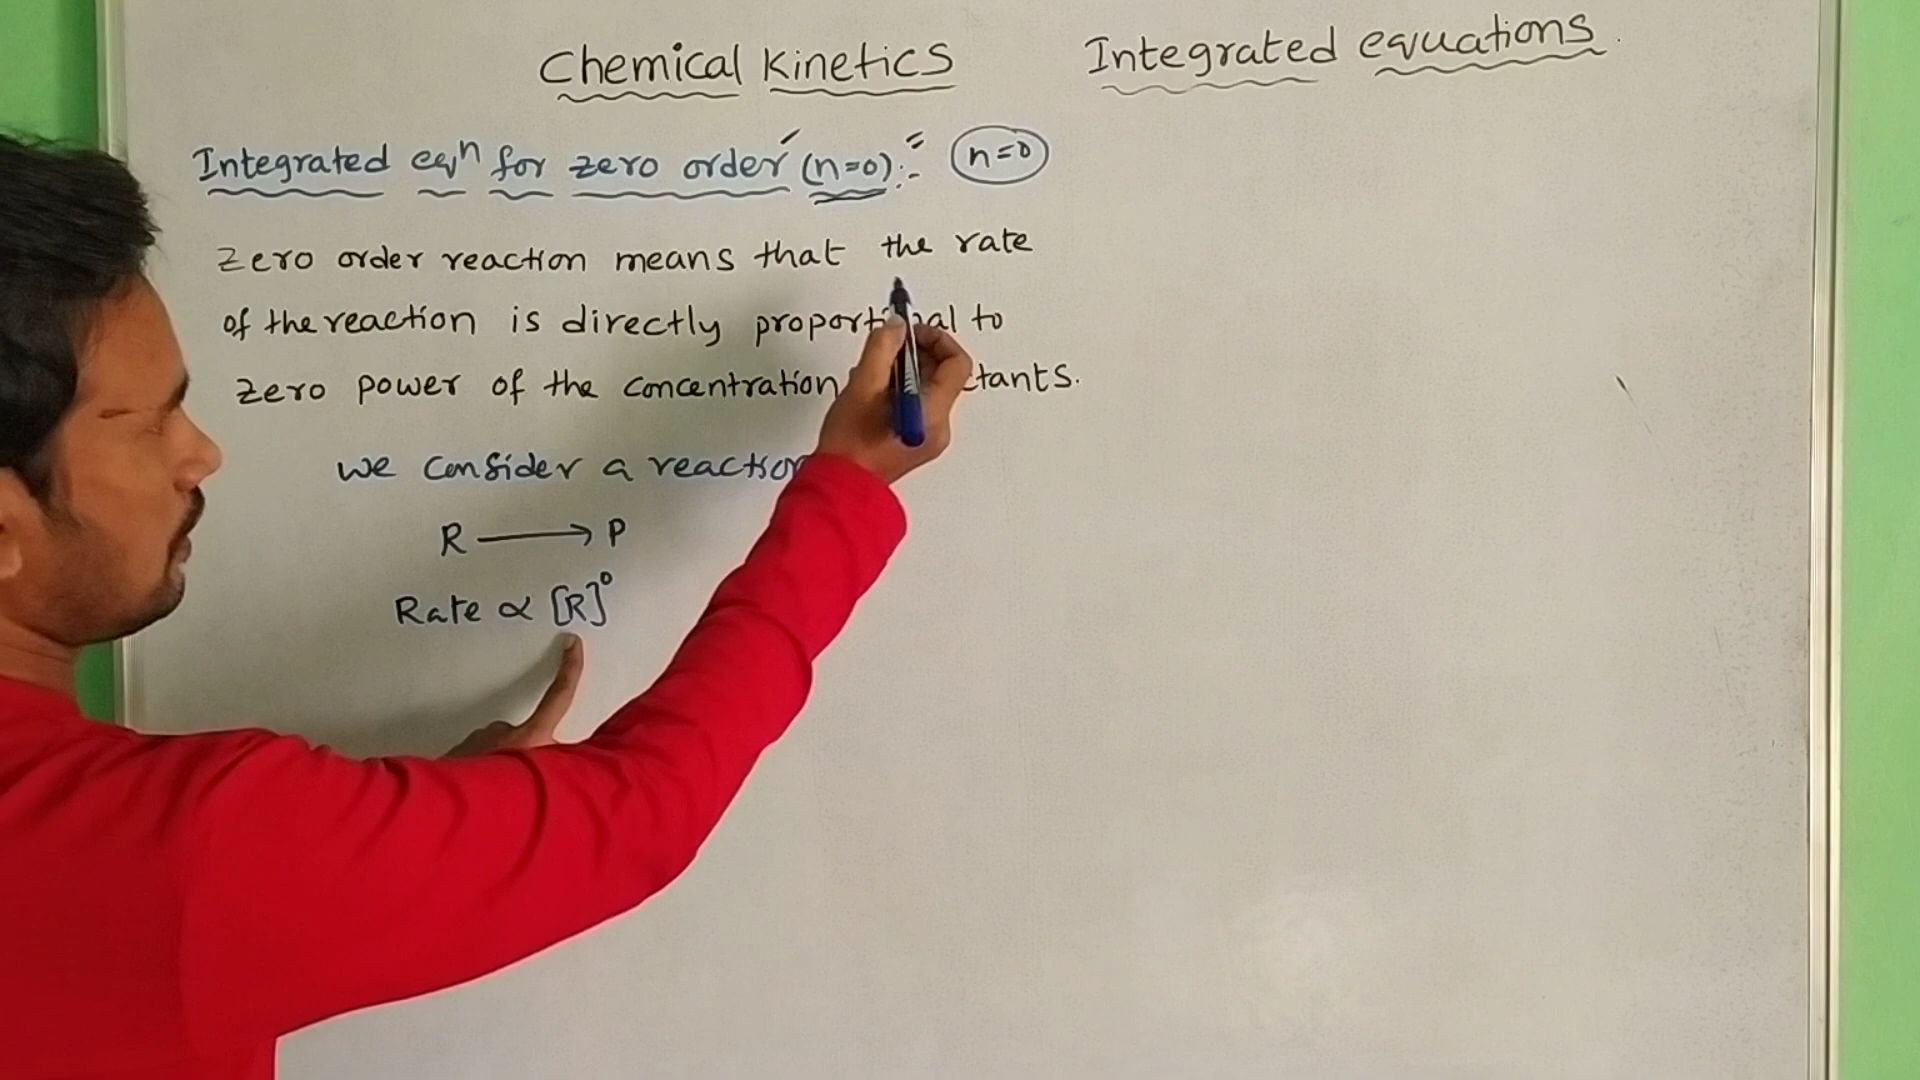 Chemical Kinetics
Integrated equations.
Integrated eqn for zero order (n=0):- n=0
Zero order reaction means that the rate
of the reaction is directly to
zero power of the concentration
we consider a reaction
R → P
Rate ∝ [R]⁰